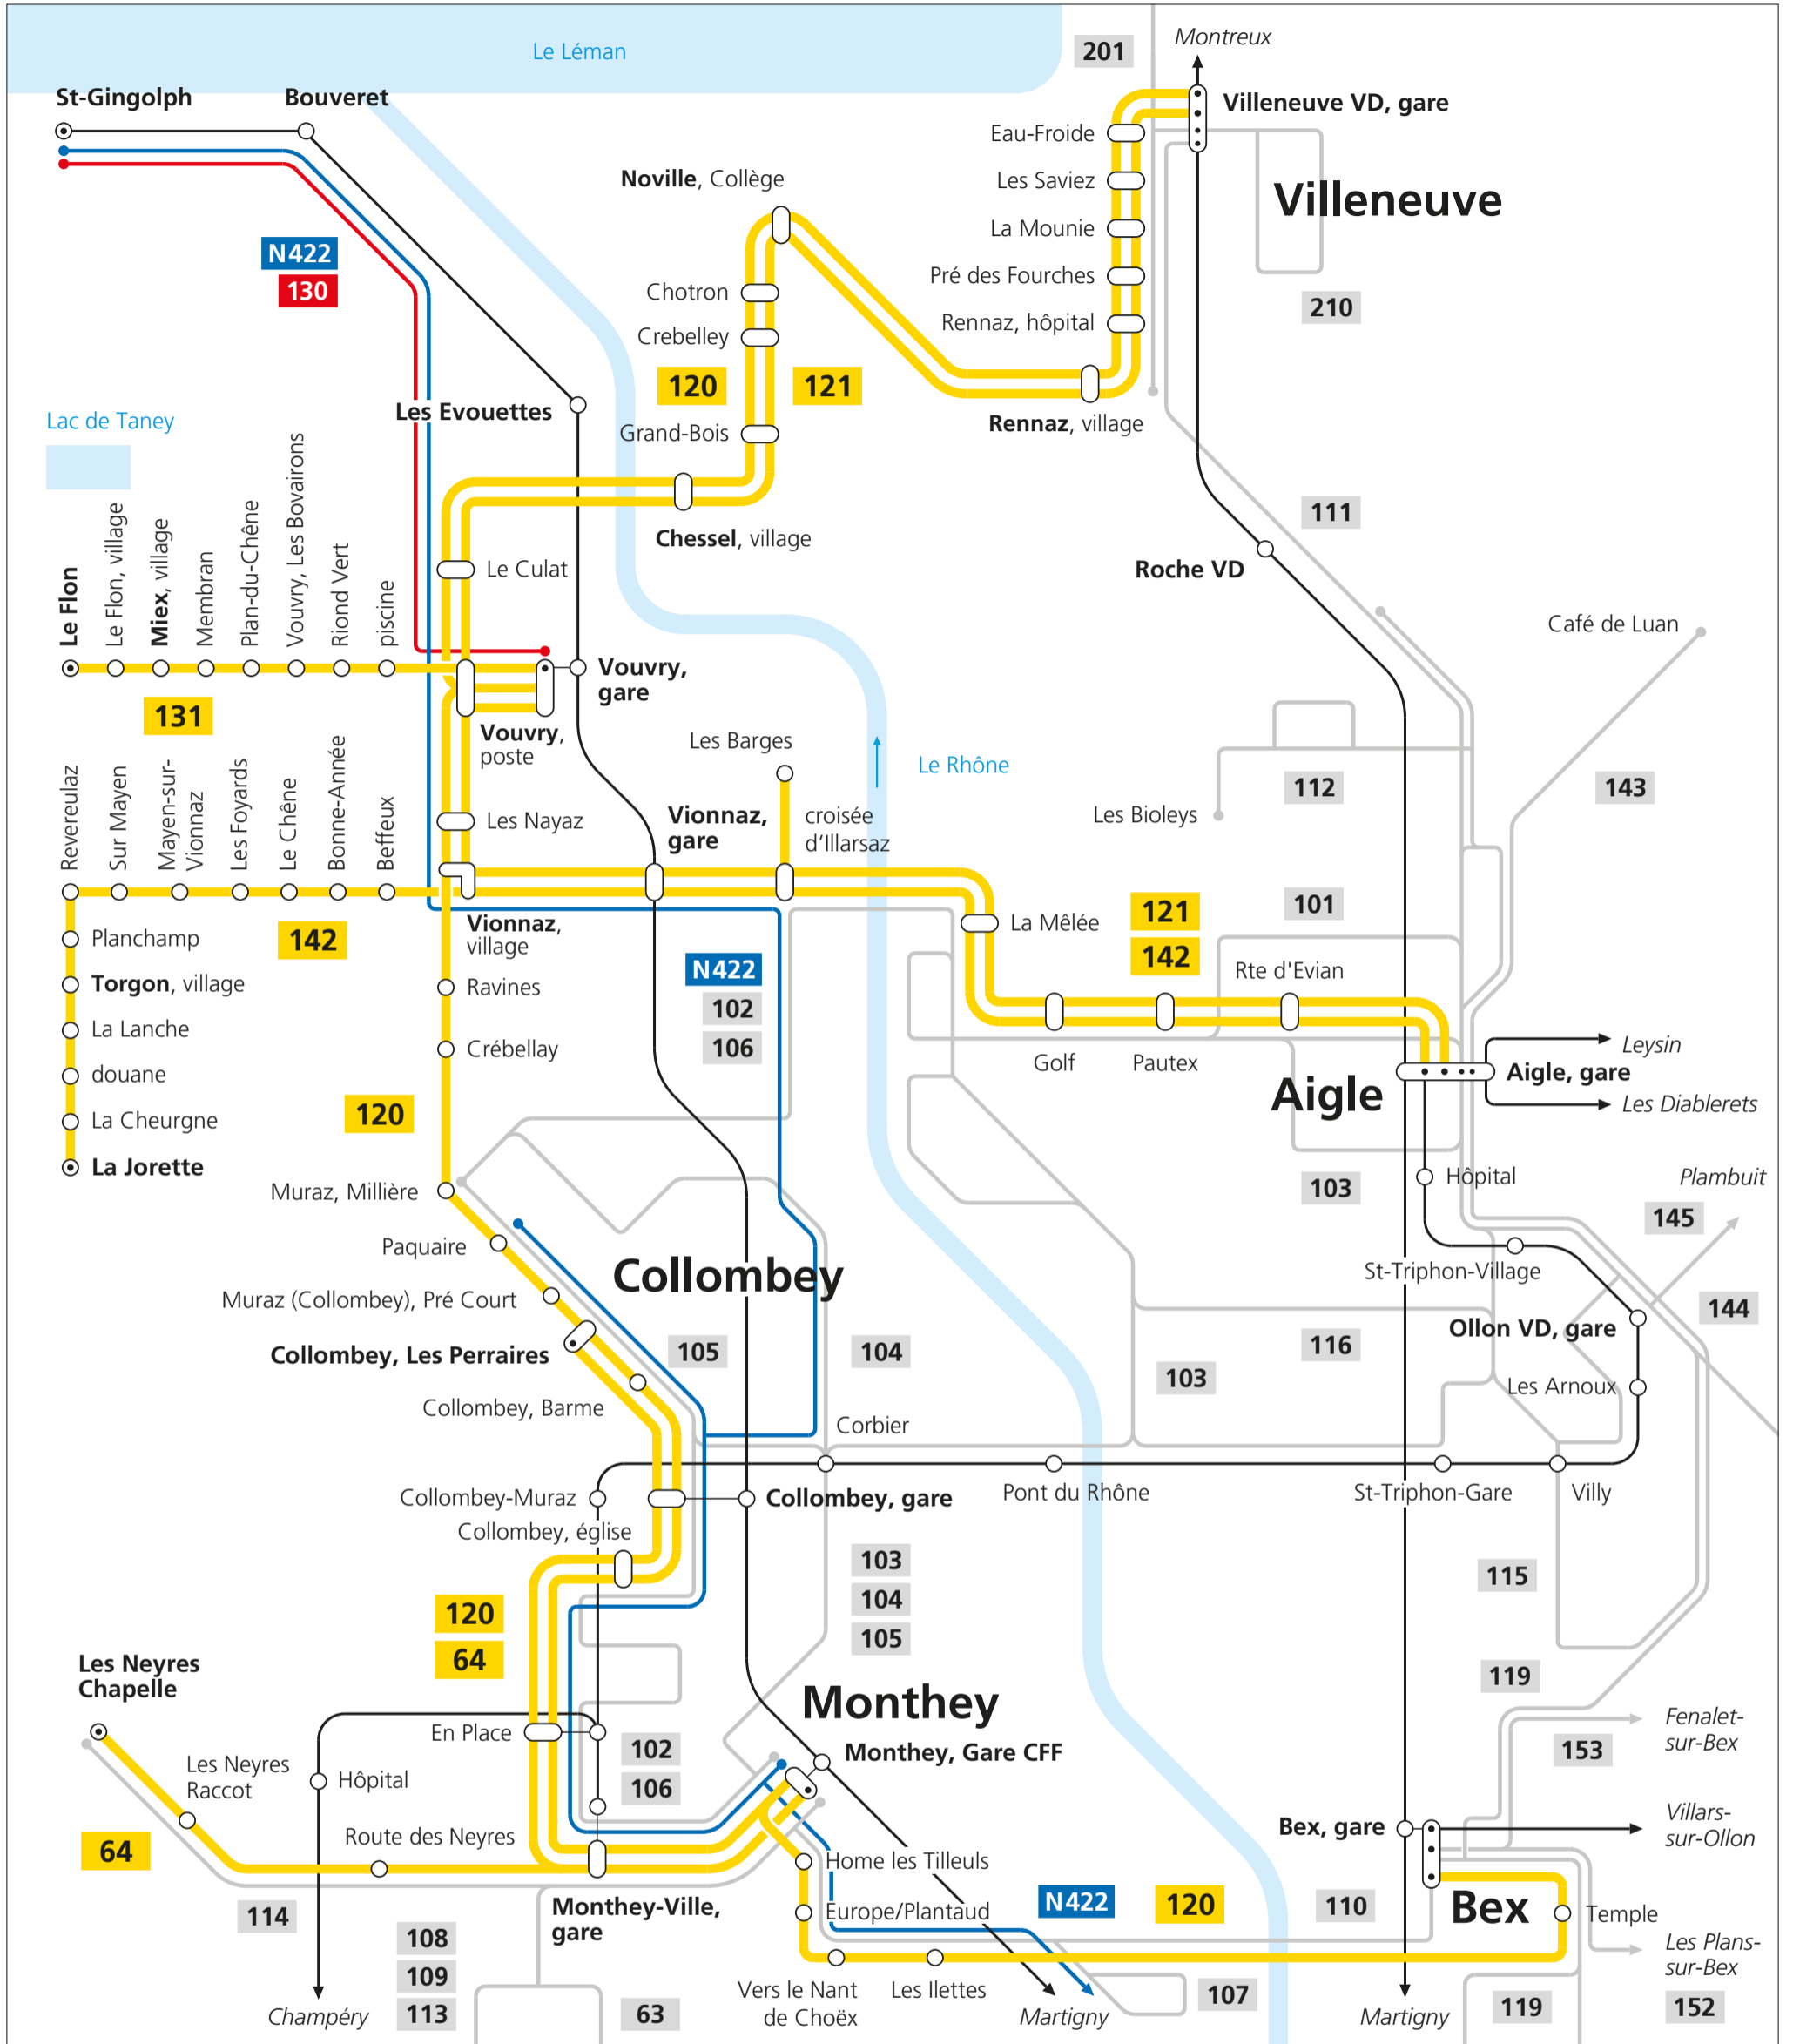 Le Léman
201
Montreux
St-Gingolph
Bouveret
Villeneuve VD, gare
Eau-Froide
Noville, Collège
Les Saviez
Villeneuve
La Mounie
N422
130
Pré des Fourches
Chotron
210
Rennaz, hôpital
Crebelley
120
121
Les Evouettes
Lac de Taney
Rennaz, village
Grand-Bois
111
Chessel, village
Le Culat
Roche VD
Le Flon
Le Flon, village
Miex, village
Membran
Plan-du-Chêne
Vouvry, Les Bovairons
Riond Vert
piscine
Café de Luan
Vouvry,
gare
131
Vouvry,
poste
Les Barges
Le Rhône
112
143
Les Bioleys
Revereulaz
Sur Mayen
Mayen-sur-
Vionnaz
Les Foyards
Le Chêne
Bonne-Année
Beffeux
Les Nayaz
Vionnaz,
gare
croisée
d'Illarsaz
101
121
142
La Mêlée
Planchamp
142
Vionnaz,
village
N422
102
106
Rte d'Evian
Torgon, village
Ravines
La Lanche
Crébellay
Golf
Pautex
Leysin
Aigle, gare
Aigle
Les Diablerets
douane
La Cheurgne
120
La Jorette
Muraz, Millière
103
Hôpital
Plambuit
145
Paquaire
Collombey
St-Triphon-Village
Muraz (Collombey), Pré Court
144
Ollon VD, gare
Collombey, Les Perraires
105
104
116
103
Les Arnoux
Collombey, Barme
Corbier
Collombey-Muraz
Collombey, gare
Pont du Rhône
St-Triphon-Gare
Villy
Collombey, église
103
104
105
115
120
64
Les Neyres
Chapelle
119
Monthey
Fenalet-
sur-Bex
En Place
102
106
Monthey, Gare CFF
153
Les Neyres
Raccot
Hôpital
Villars-
sur-Ollon
Bex, gare
64
Route des Neyres
Home les Tilleuls
Monthey-Ville,
gare
Europe/Plantaud
N422
120
110
Bex
Temple
114
108
109
113
Les Plans-
sur-Bex
Vers le Nant
de Choëx
Les Ilettes
107
Champéry
63
Martigny
Martigny
119
152